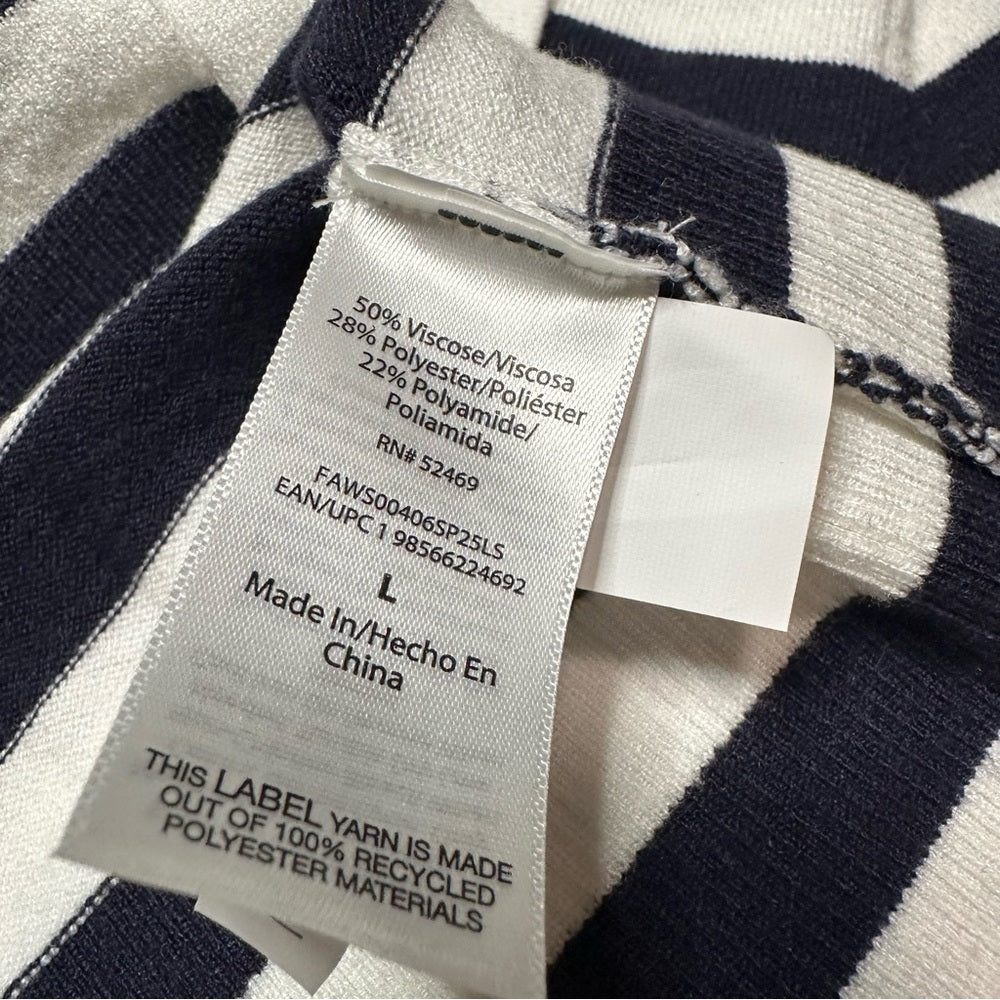 50% Viscose/Viscosa
28% Polyester/Poliéster
22% Polyamide/
Poliamida
RN# 52469
FAWS00406SP25LS
EAN/UPC 1 98566224692
L
Made In/Hecho En
China
THIS LABEL YARN IS MADE
OUT OF 100% RECYCLED
POLYESTER MATERIALS